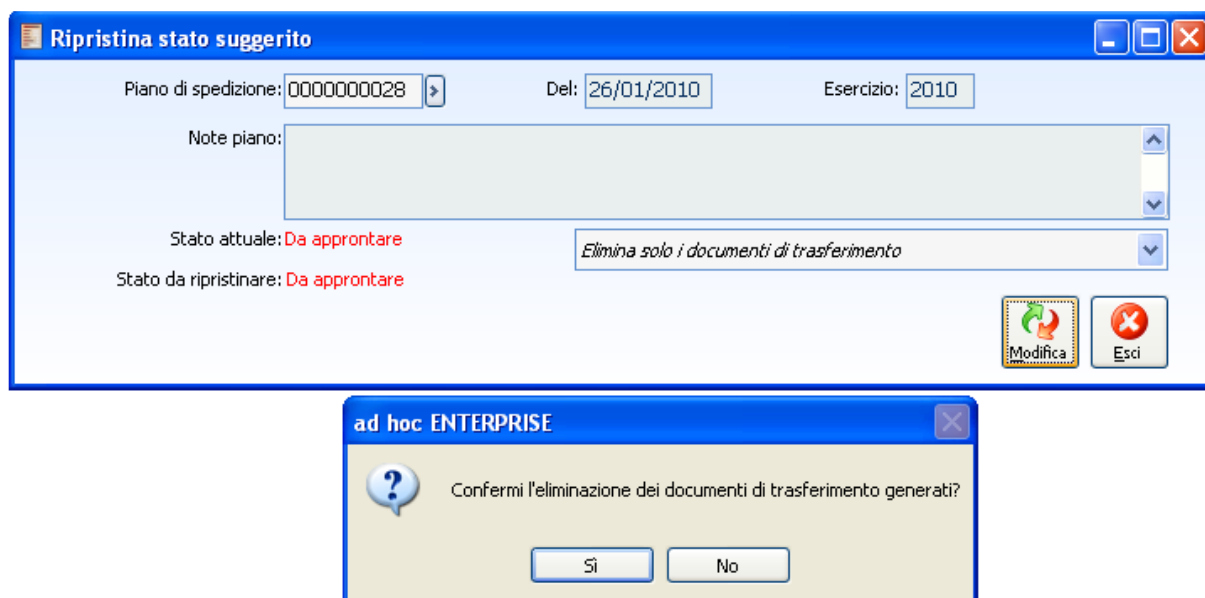 Ripristina stato suggerito
Piano di spedizione: 0000000028 Del: 26/01/2010 Esercizio: 2010
Note piano:
Stato attuale: Da approntare Elimina solo i documenti di trasferimento
Stato da ripristinare: Da approntare
Modifica Esci
ad hoc ENTERPRISE
Confermi l'eliminazione dei documenti di trasferimento generati?
Sì No